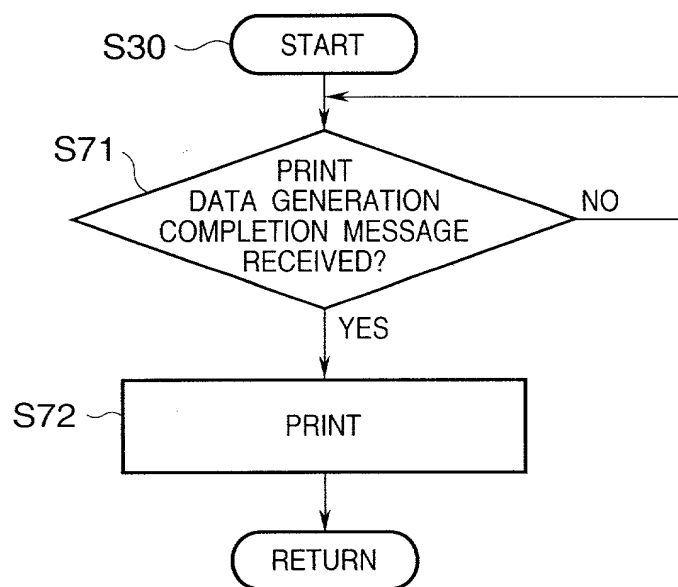 S30
START
S71
PRINT
DATA GENERATION
COMPLETION MESSAGE
RECEIVED?
NO
YES
S72
PRINT
RETURN